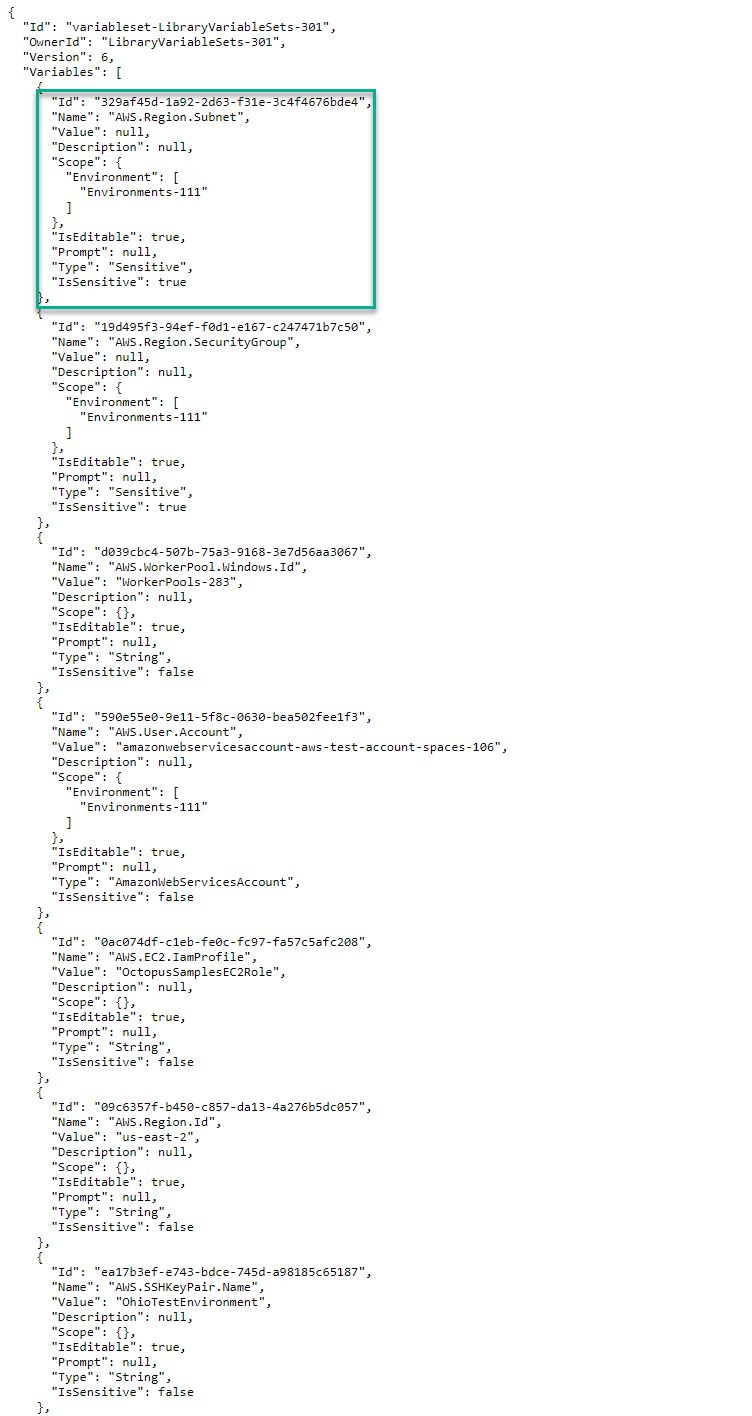 {
  "Id": "variableset-LibraryVariableSets-301",
  "OwnerId": "LibraryVariableSets-301",
  "Version": 6,
  "Variables": [
    {
      "Id": "329af45d-1a92-2d63-f31e-3c4f4676bde4",
      "Name": "AWS.Region.Subnet",
      "Value": null,
      "Description": null,
      "Scope": {
        "Environment": [
          "Environments-111"
        ]
      },
      "IsEditable": true,
      "Prompt": null,
      "Type": "Sensitive",
      "IsSensitive": true
    },
    {
      "Id": "19d495f3-94ef-f0d1-e167-c247471b7c50",
      "Name": "AWS.Region.SecurityGroup",
      "Value": null,
      "Description": null,
      "Scope": {
        "Environment": [
          "Environments-111"
        ]
      },
      "IsEditable": true,
      "Prompt": null,
      "Type": "Sensitive",
      "IsSensitive": true
    },
    {
      "Id": "d039cbc4-507b-75a3-9168-3e7d56aa3067",
      "Name": "AWS.WorkerPool.Windows.Id",
      "Value": "WorkerPools-283",
      "Description": null,
      "Scope": {},
      "IsEditable": true,
      "Prompt": null,
      "Type": "String",
      "IsSensitive": false
    },
    {
      "Id": "590e55e0-9e11-5f8c-0630-bea502fee1f3",
      "Name": "AWS.User.Account",
      "Value": "amazonwebservicesaccount-aws-test-account-spaces-106",
      "Description": null,
      "Scope": {
        "Environment": [
          "Environments-111"
        ]
      },
      "IsEditable": true,
      "Prompt": null,
      "Type": "AmazonWebServicesAccount",
      "IsSensitive": false
    },
    {
      "Id": "0ac074df-c1eb-fe0c-fc97-fa57c5afc208",
      "Name": "AWS.EC2.IamProfile",
      "Value": "OctopusSamplesEC2Role",
      "Description": null,
      "Scope": {},
      "IsEditable": true,
      "Prompt": null,
      "Type": "String",
      "IsSensitive": false
    },
    {
      "Id": "09c6357f-b450-c857-da13-4a276b5dc057",
      "Name": "AWS.Region.Id",
      "Value": "us-east-2",
      "Description": null,
      "Scope": {},
      "IsEditable": true,
      "Prompt": null,
      "Type": "String",
      "IsSensitive": false
    },
    {
      "Id": "ea17b3ef-e743-bdce-745d-a98185c65187",
      "Name": "AWS.SSHKeyPair.Name",
      "Value": "OhioTestEnvironment",
      "Description": null,
      "Scope": {},
      "IsEditable": true,
      "Prompt": null,
      "Type": "String",
      "IsSensitive": false
    },